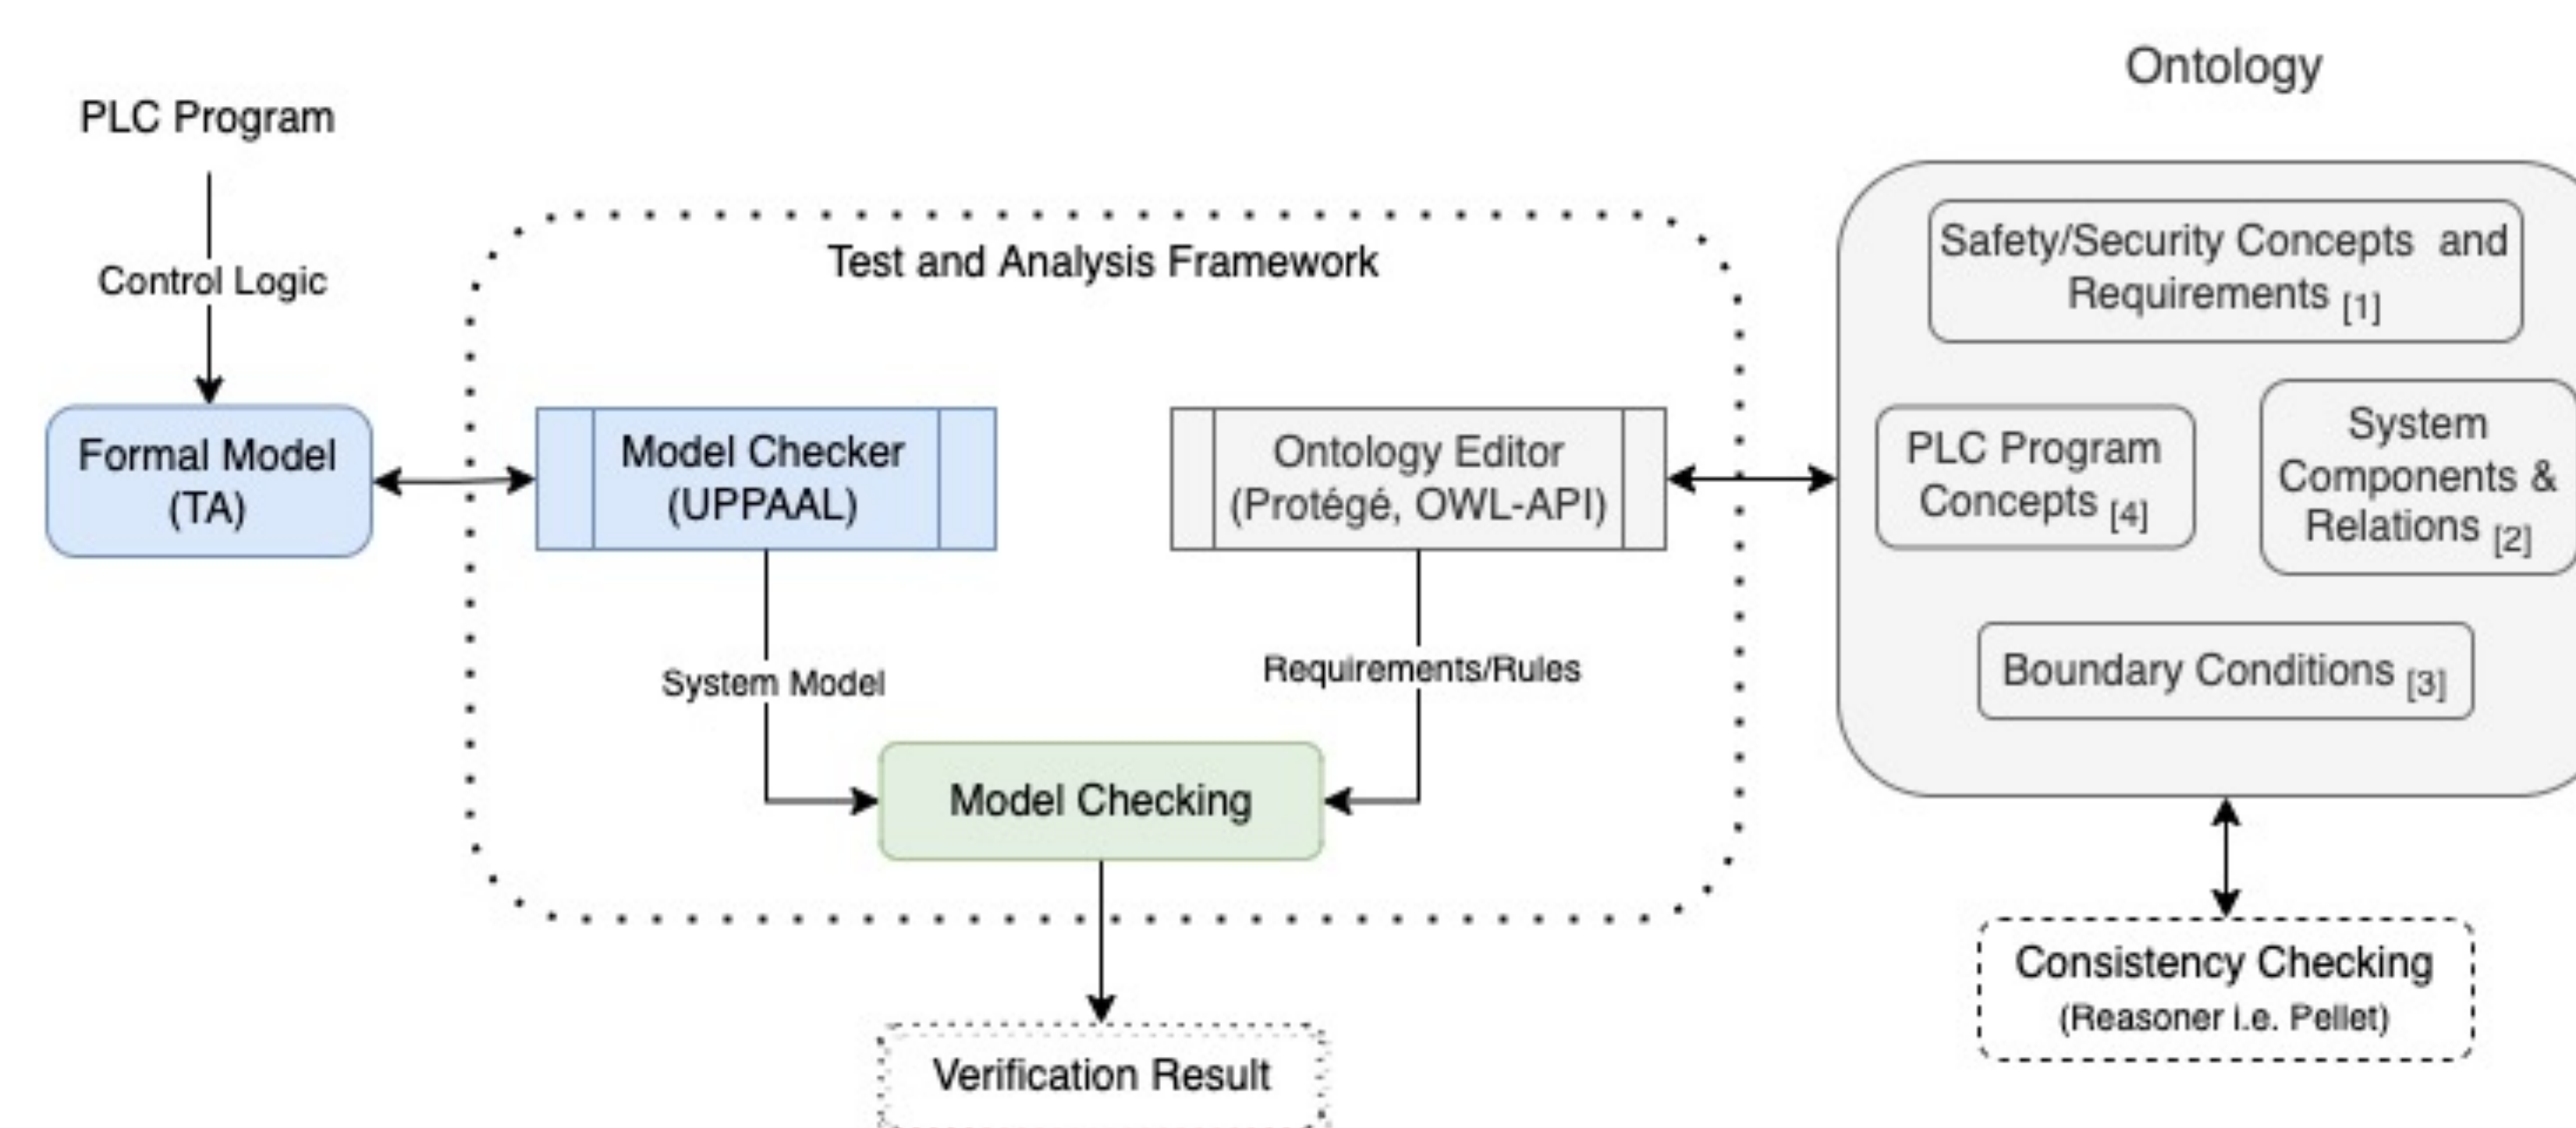 Ontology
PLC Program
Control Logic
Formal Model
(TA)
Test and Analysis Framework
Model Checker
(UPPAAL)
Ontology Editor
(Protégé, OWL-API)
System Model
Requirements/Rules
Model Checking
Verification Result
Safety/Security Concepts and
Requirements [1]
PLC Program
Concepts [4]
System
Components &
Relations [2]
Boundary Conditions [3]
Consistency Checking
(Reasoner i.e. Pellet)